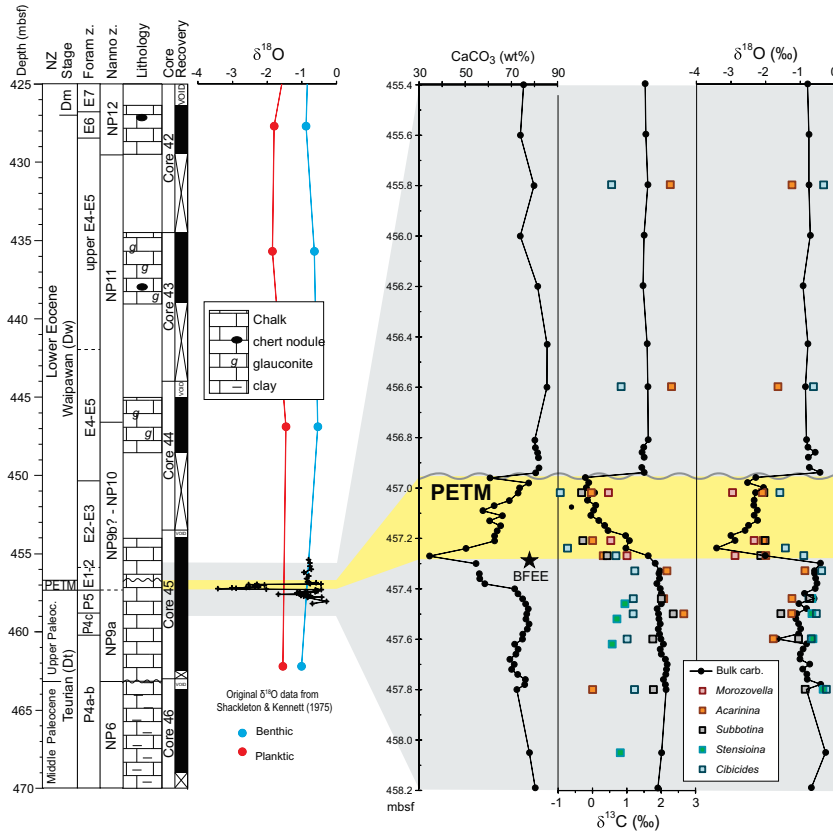 Depth (mbsf)
NZ Stage
Foram z.
Nanno z.
Lithology
Core
Recovery
δ18O
-4 -3 -2 -1 0
CaCO3 (wt%)
30 50 70 90
δ18O (‰)
-4 -2 -1 0
425
430
435
440
445
450
455
460
465
470
Dm
Lower Eocene
Waipawan (Dw)
PETM
Upper Paleoc.
Middle Paleocene
Teurian (Dt)
E7
E6
upper E4-E5
E4-E5
E2-E3
E1-2
P5
P4c
P4a-b
NP12
NP11
NP9b? - NP10
NP9a
NP6
g
g
g
g
g
VOID
Core 42
Core 43
VOID
Core 44
VOID
Core 45
VOID
Core 46
Chalk
chert nodule
g glauconite
clay
Original δ18O data from
Shackleton & Kennett (1975)
Benthic
Planktic
455.4
455.6
455.8
456.0
456.2
456.4
456.6
456.8
457.0
457.2
457.4
457.6
457.8
458.0
458.2
mbsf
PETM
BFEE
Bulk carb.
Morozovella
Acarinina
Subbotina
Stensioina
Cibicides
-1 0 1 2 3
δ13C (‰)